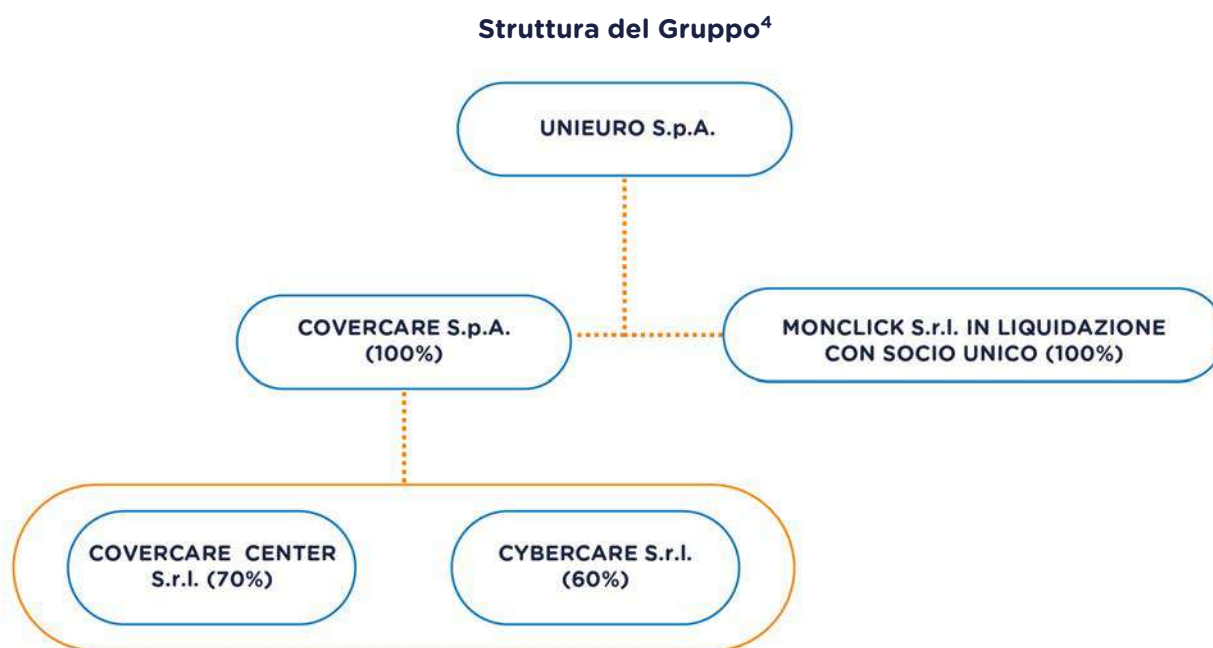 Struttura del Gruppo⁴
UNIEURO S.p.A.
COVERCARE S.p.A.
(100%)
MONCLICK S.r.l. IN LIQUIDAZIONE
CON SOCIO UNICO (100%)
COVERCARE CENTER
S.r.l. (70%)
CYBERCARE S.r.l.
(60%)